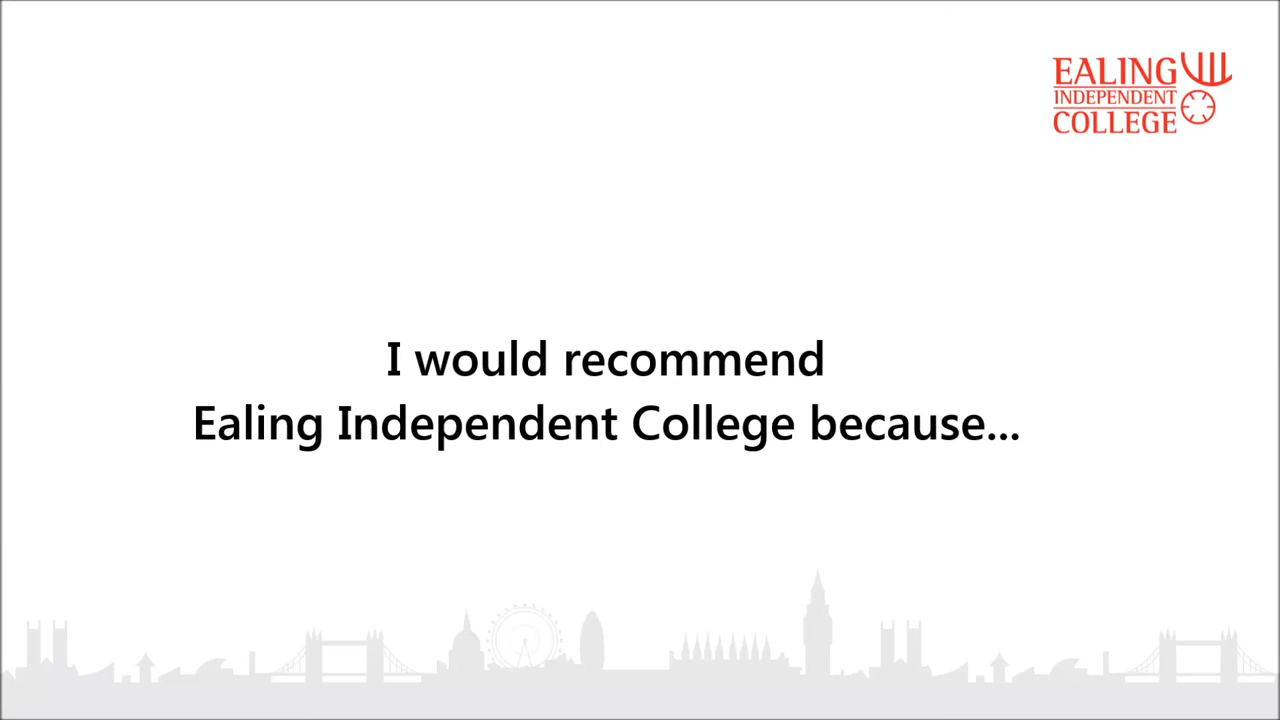 EALING
INDEPENDENT
COLLEGE
I would recommend
Ealing Independent College because...